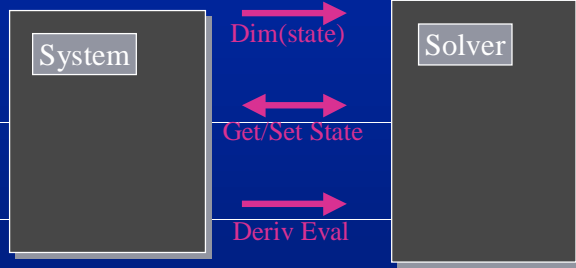 System
Dim(state)
Solver
Get/Set State
Deriv Eval